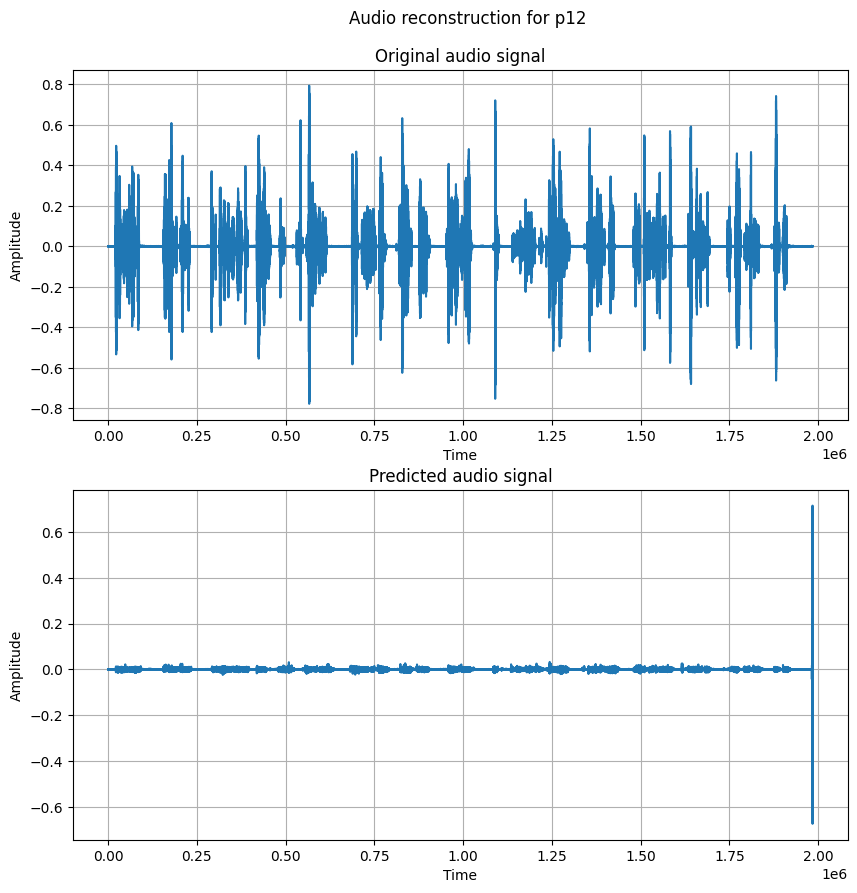 Audio reconstruction for p12
Original audio signal
Amplitude
0.8
0.6
0.4
0.2
0.0
−0.2
−0.4
−0.6
−0.8
0.00 0.25 0.50 0.75 1.00 1.25 1.50 1.75 2.00
1e6
Time
Predicted audio signal
Amplitude
0.6
0.4
0.2
0.0
−0.2
−0.4
−0.6
0.00 0.25 0.50 0.75 1.00 1.25 1.50 1.75 2.00
1e6
Time